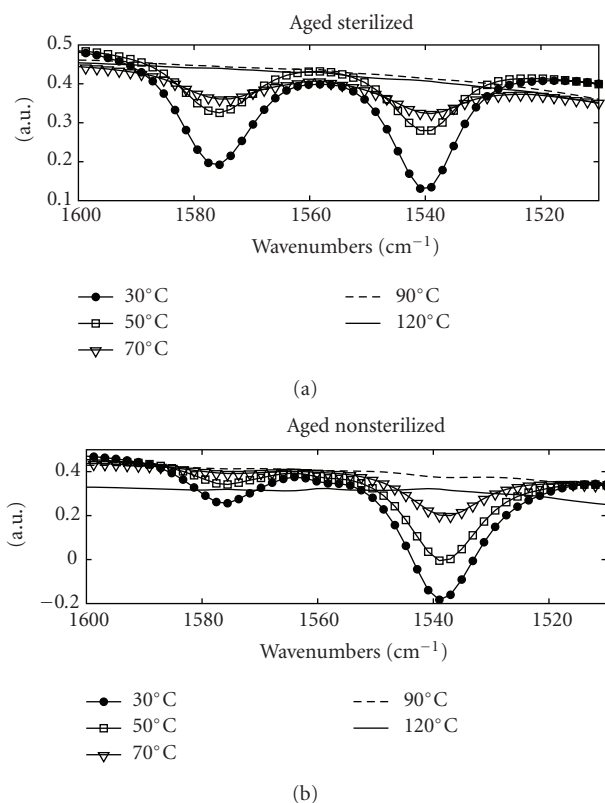 Aged sterilized
0.5
0.4
0.3
0.2
0.1
(a.u.)
1600 1580 1560 1540 1520
Wavenumbers (cm−1)
30°C
50°C
70°C
90°C
120°C
(a)
Aged nonsterilized
0.4
0.2
0
−0.2
(a.u.)
1600 1580 1560 1540 1520
Wavenumbers (cm−1)
30°C
50°C
70°C
90°C
120°C
(b)